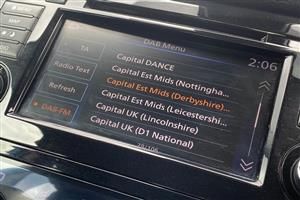 DAB Menu
2:06
TA
Radio Text
Refresh
DAB-FM
Capital DANCE
Capital Est Mids (Nottingha...
Capital Est Mids (Derbyshire)...
Capital Est Mids (Leicestershi...
Capital UK (Lincolnshire)
Capital UK (D1 National)